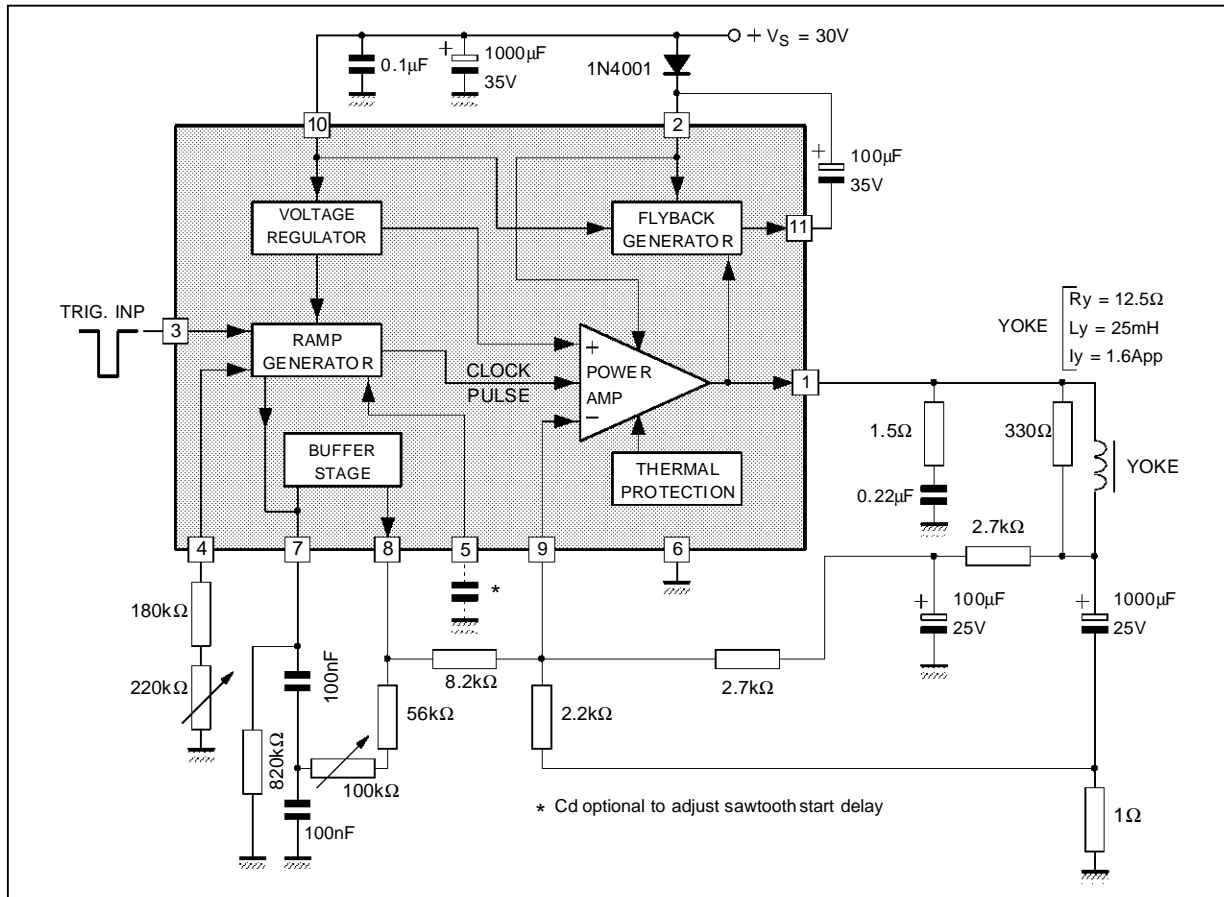 + VS = 30V
0.1μF
+
1000μF
35V
1N4001
10
2
+
100μF
35V
VOLTAGE
REGULATOR
FLYBACK
GENERATOR
11
TRIG. INP
3
RAMP
GENERATOR
CLOCK
PULSE
+
POWER
AMP
−
1
YOKE
Ry = 12.5Ω
Ly = 25mH
Iy = 1.6App
BUFFER
STAGE
THERMAL
PROTECTION
1.5Ω
0.22μF
330Ω
YOKE
4
7
8
5
9
6
*
2.7kΩ
180kΩ
220kΩ
820kΩ
100nF
100nF
100kΩ
56kΩ
8.2kΩ
2.2kΩ
2.7kΩ
+
100μF
25V
+
1000μF
25V
1Ω
* Cd optional to adjust sawtooth start delay